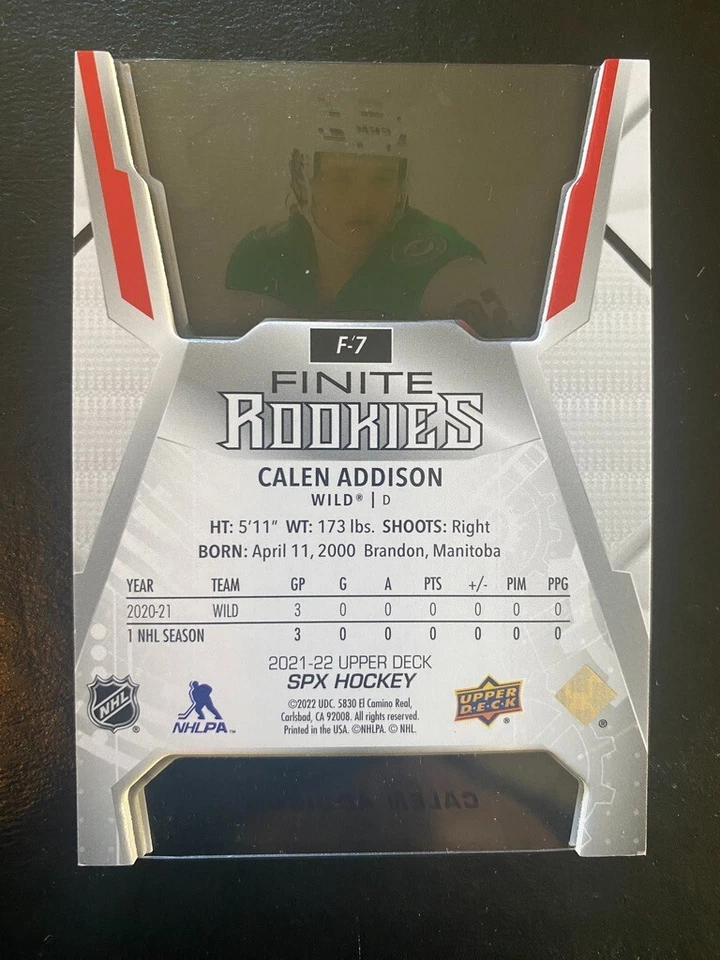 F-7
FINITE
ROOKIES
CALEN ADDISON
WILD® | D
HT: 5'11" WT: 173 lbs. SHOOTS: Right
BORN: April 11, 2000 Brandon, Manitoba
YEAR TEAM GP G A PTS +/- PIM PPG
2020-21 WILD 3 0 0 0 0 0 0
1 NHL SEASON 3 0 0 0 0 0 0
2021-22 UPPER DECK
SPX HOCKEY
©2022 UDC. 5830 El Camino Real,
Carlsbad, CA 92008. All rights reserved.
Printed in the USA. ©NHLPA. © NHL.
NHL ®
NHLPA™
UPPER
D·E·C·K ®
®